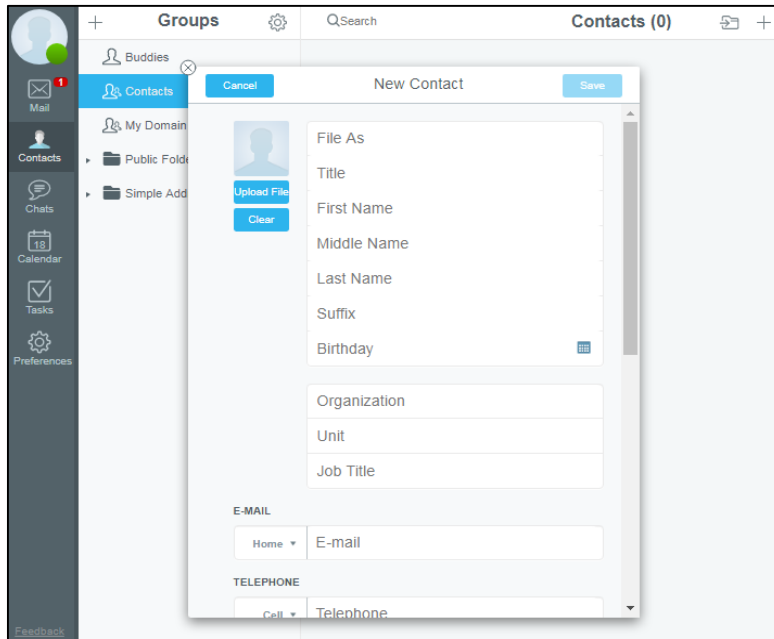 Groups
Search
Contacts (0)
1
Mail
Contacts
Chats
18
Calendar
Tasks
Preferences
Feedback
Buddies
Contacts
My Domain
Public Folde
Simple Add
Cancel
New Contact
Save
Upload File
Clear
File As
Title
First Name
Middle Name
Last Name
Suffix
Birthday
Organization
Unit
Job Title
E-MAIL
Home E-mail
TELEPHONE
Cell Telephone